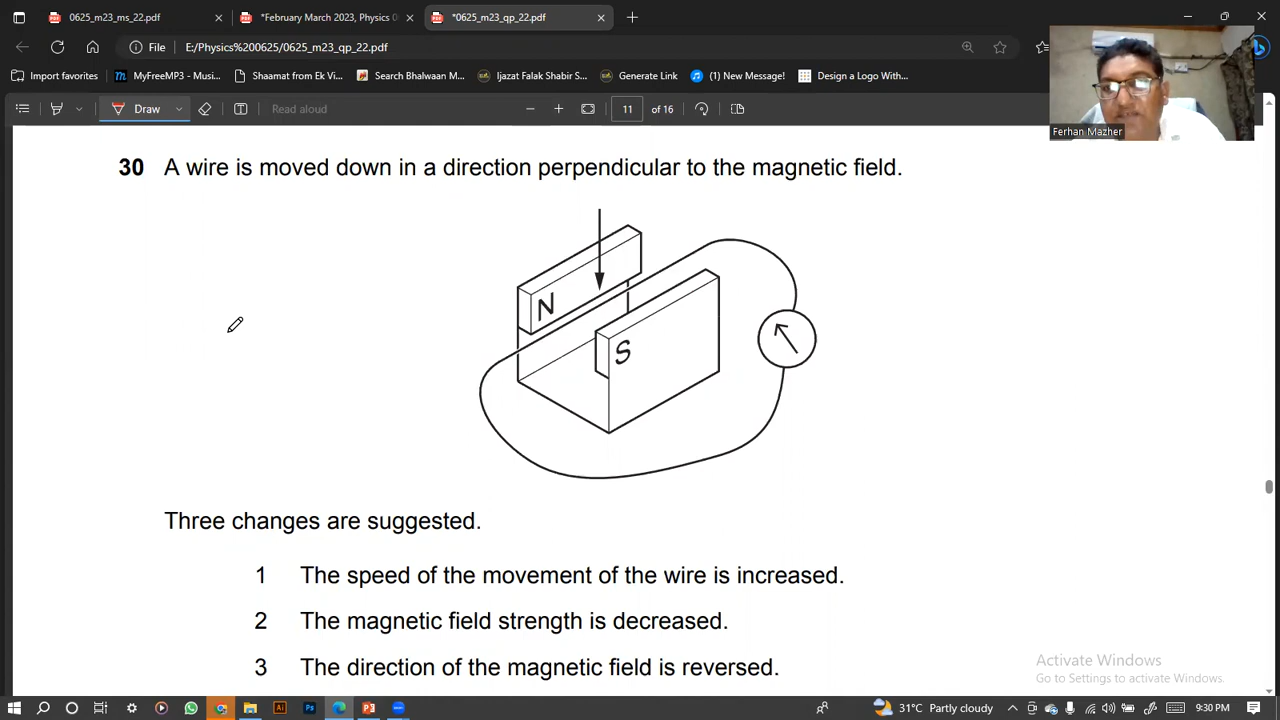 0625_m23_ms_22.pdf
*February March 2023, Physics 0
*0625_m23_qp_22.pdf
File
E:/Physics%200625/0625_m23_qp_22.pdf
Import favorites
MyFreeMP3 - Musi...
Shaamat from Ek Vi...
Search Bhalwaan M...
Ijazat Falak Shabir S...
Generate Link
(1) New Message!
Design a Logo With...
Draw
Read aloud
11 of 16
Ferhan Mazher
30 A wire is moved down in a direction perpendicular to the magnetic field.
N
S
Three changes are suggested.
1 The speed of the movement of the wire is increased.
2 The magnetic field strength is decreased.
3 The direction of the magnetic field is reversed.
Activate Windows
Go to Settings to activate Windows.
31°C Partly cloudy
9:30 PM